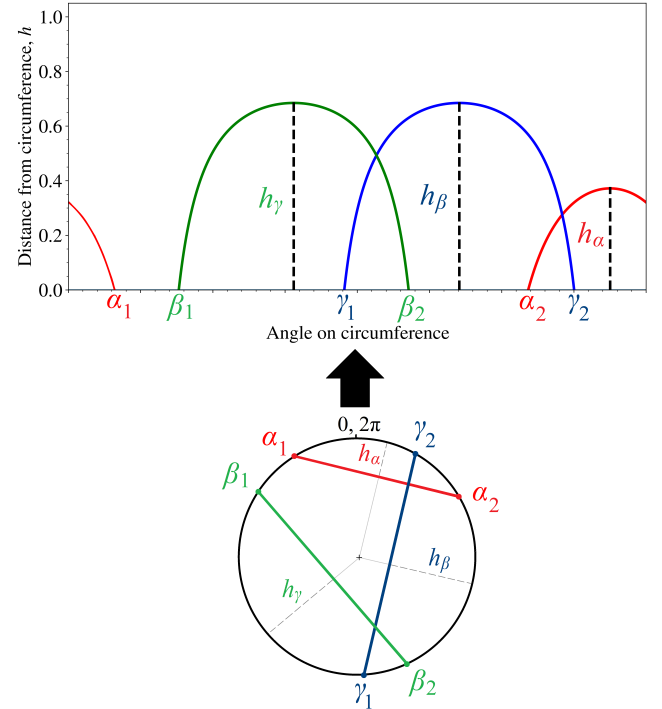 Distance from circumference, h
1.0
0.8
0.6
0.4
0.2
0.0
hγ
hβ
hα
α1
β1
γ1
β2
α2
γ2
Angle on circumference
0, 2π
α1
γ2
hα
β1
α2
hβ
hγ
γ1
β2